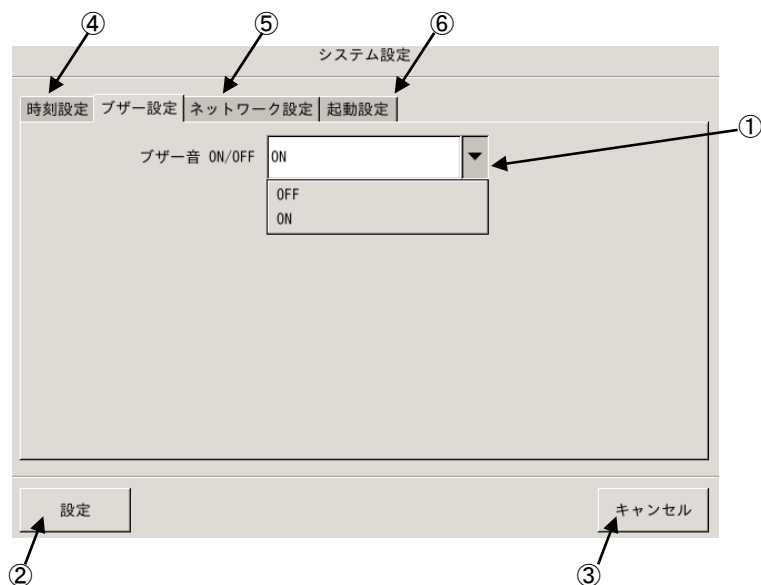 ④ ⑤ ⑥
システム設定
時刻設定 ブザー設定 ネットワーク設定 起動設定
①
ブザー音 ON/OFF ON
OFF
ON
設定 キャンセル
② ③